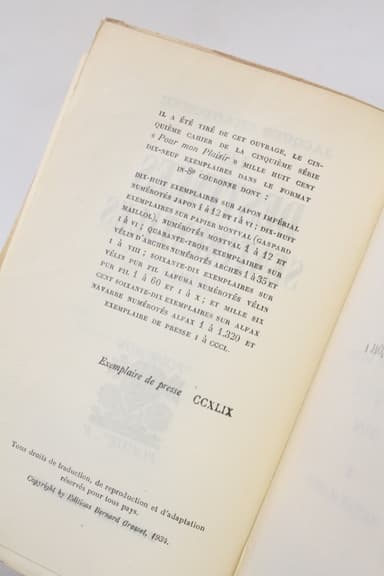 IL A ÉTÉ TIRÉ DE CET OUVRAGE, LE CIN-
QUIÈME CAHIER DE LA CINQUIÈME SÉRIE
« Pour mon Plaisir » MILLE HUIT CENT
DIX-NEUF EXEMPLAIRES DANS LE FORMAT
IN-8º COURONNE DONT :
DIX-HUIT EXEMPLAIRES SUR JAPON IMPÉRIAL
NUMÉROTÉS JAPON 1 à 12 ET I à VI ; DIX-HUIT
EXEMPLAIRES SUR PAPIER MONTVAL (GASPARD
MAILLOL), NUMÉROTÉS MONTVAL 1 à 12 ET
I à VI ; QUARANTE-TROIS EXEMPLAIRES SUR
VÉLIN D'ARCHES NUMÉROTÉS ARCHES 1 à 35 ET
I à VIII ; SOIXANTE-DIX EXEMPLAIRES SUR
VÉLIN PUR FIL LAFUMA NUMÉROTÉS VÉLIN
PUR FIL 1 à 60 ET I à X ; ET MILLE SIX
CENT SOIXANTE-DIX EXEMPLAIRES SUR ALFAX
NAVARRE NUMÉROTÉS ALFAX 1 à 1.320 ET
EXEMPLAIRE DE PRESSE I à CCCL.
Exemplaire de presse CCXLIX
Tous droits de traduction, de reproduction et d'adaptation
réservés pour tous pays.
Copyright by Editions Bernard Grasset, 1934.